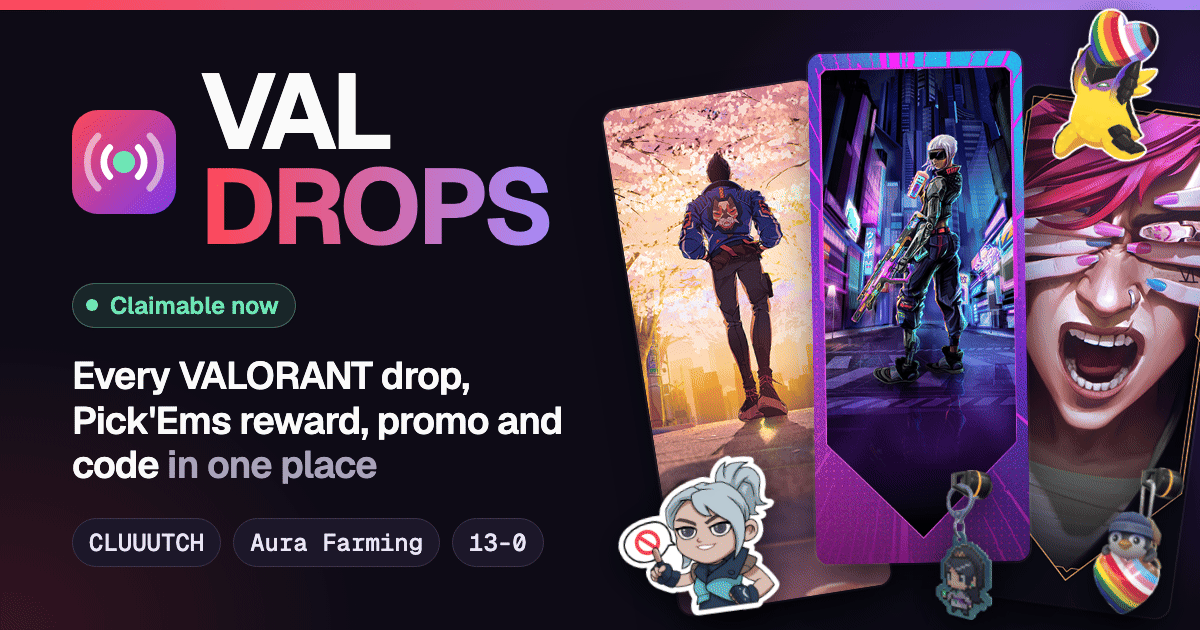 VAL
DROPS
Claimable now
Every VALORANT drop,
Pick'Ems reward, promo and
code in one place
CLUUUTCH
Aura Farming
13-0